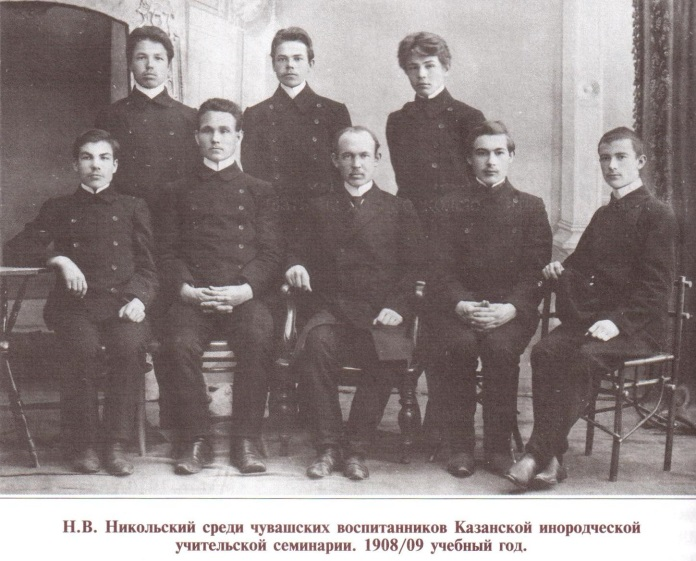 Н.В. Никольский среди чувашских воспитанников Казанской инородческой
учительской семинарии. 1908/09 учебный год.